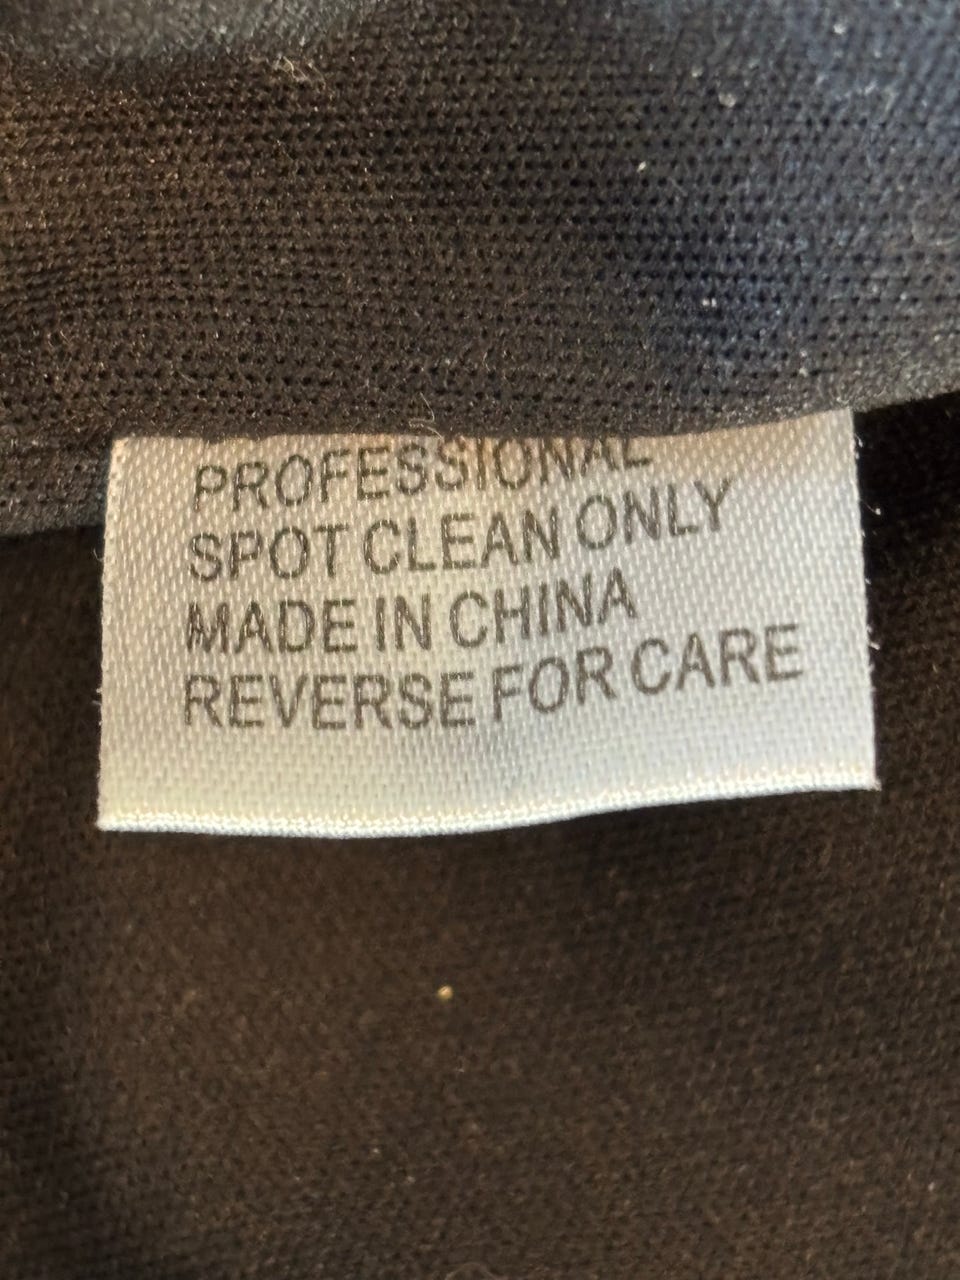 PROFESSIONAL
SPOT CLEAN ONLY
MADE IN CHINA
REVERSE FOR CARE